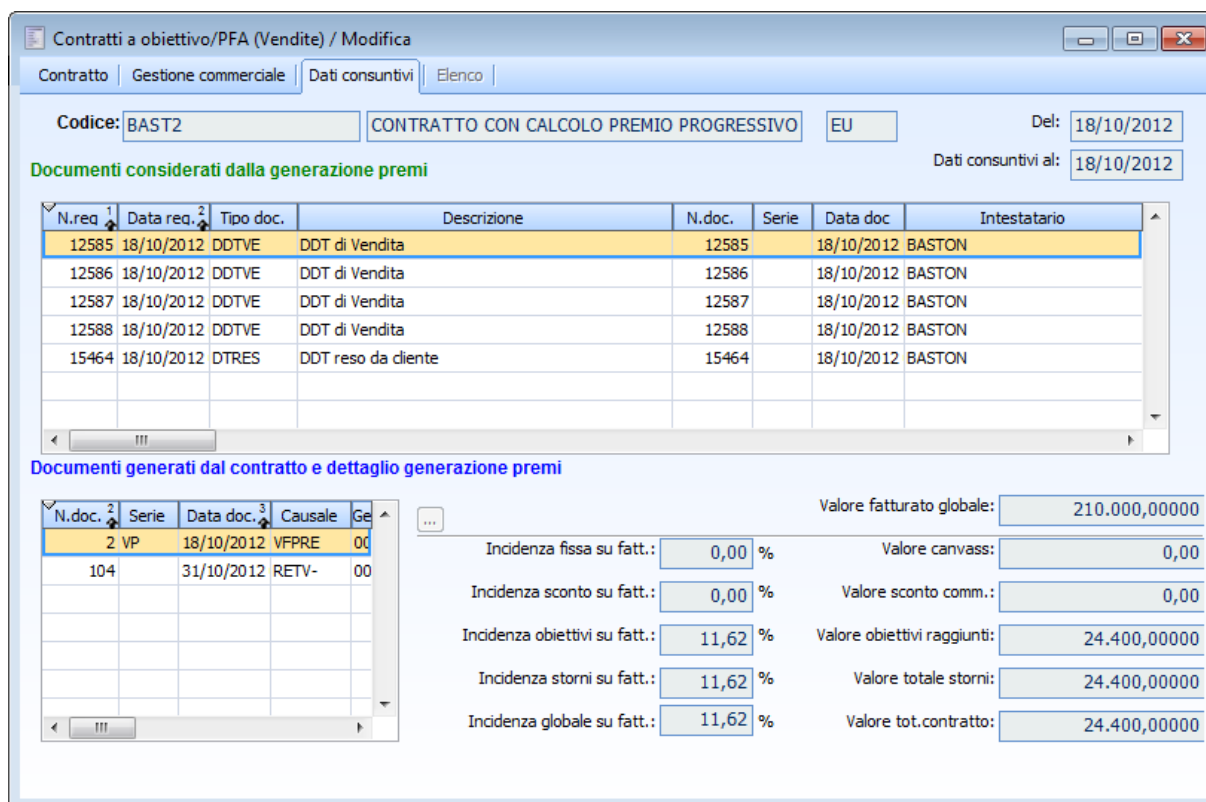 Contratti a obiettivo/PFA (Vendite) / Modifica
Contratto Gestione commerciale Dati consuntivi Elenco
Codice: BAST2 CONTRATTO CON CALCOLO PREMIO PROGRESSIVO EU Del: 18/10/2012
Dati consuntivi al: 18/10/2012
Documenti considerati dalla generazione premi
N.reg 1 Data reg. 2 Tipo doc. Descrizione N.doc. Serie Data doc Intestatario
12585 18/10/2012 DDTVE DDT di Vendita 12585 18/10/2012 BASTON
12586 18/10/2012 DDTVE DDT di Vendita 12586 18/10/2012 BASTON
12587 18/10/2012 DDTVE DDT di Vendita 12587 18/10/2012 BASTON
12588 18/10/2012 DDTVE DDT di Vendita 12588 18/10/2012 BASTON
15464 18/10/2012 DTRES DDT reso da cliente 15464 18/10/2012 BASTON
Documenti generati dal contratto e dettaglio generazione premi
N.doc. 2 Serie Data doc. 3 Causale Ge
2 VP 18/10/2012 VFPRE 00
104 31/10/2012 RETV- 00
...
Valore fatturato globale: 210.000,00000
Incidenza fissa su fatt.: 0,00 % Valore canvass: 0,00
Incidenza sconto su fatt.: 0,00 % Valore sconto comm.: 0,00
Incidenza obiettivi su fatt.: 11,62 % Valore obiettivi raggiunti: 24.400,00000
Incidenza storni su fatt.: 11,62 % Valore totale storni: 24.400,00000
Incidenza globale su fatt.: 11,62 % Valore tot.contratto: 24.400,00000